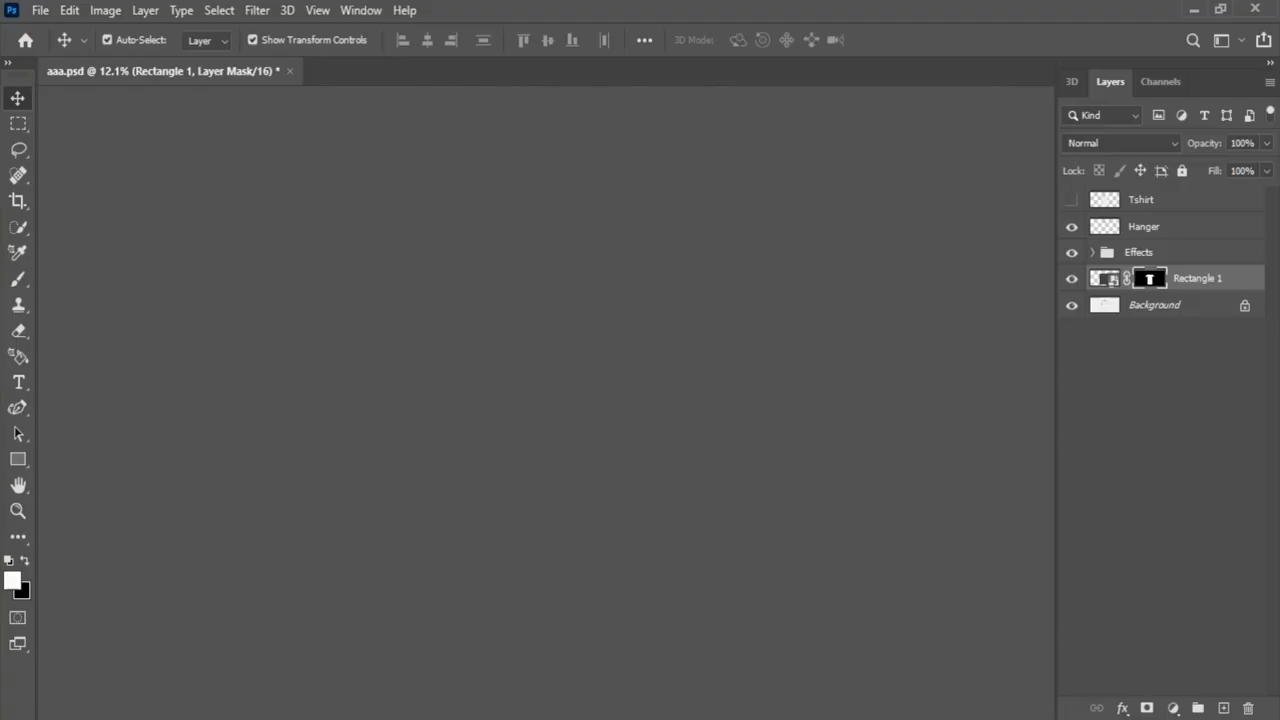 Ps File Edit Image Layer Type Select Filter 3D View Window Help
Auto-Select: Layer Show Transform Controls 3D Mode:
aaa.psd @ 12.1% (Rectangle 1, Layer Mask/16) *
3D Layers Channels
Kind
Normal Opacity: 100%
Lock: Fill: 100%
Tshirt
Hanger
Effects
Rectangle 1
Background